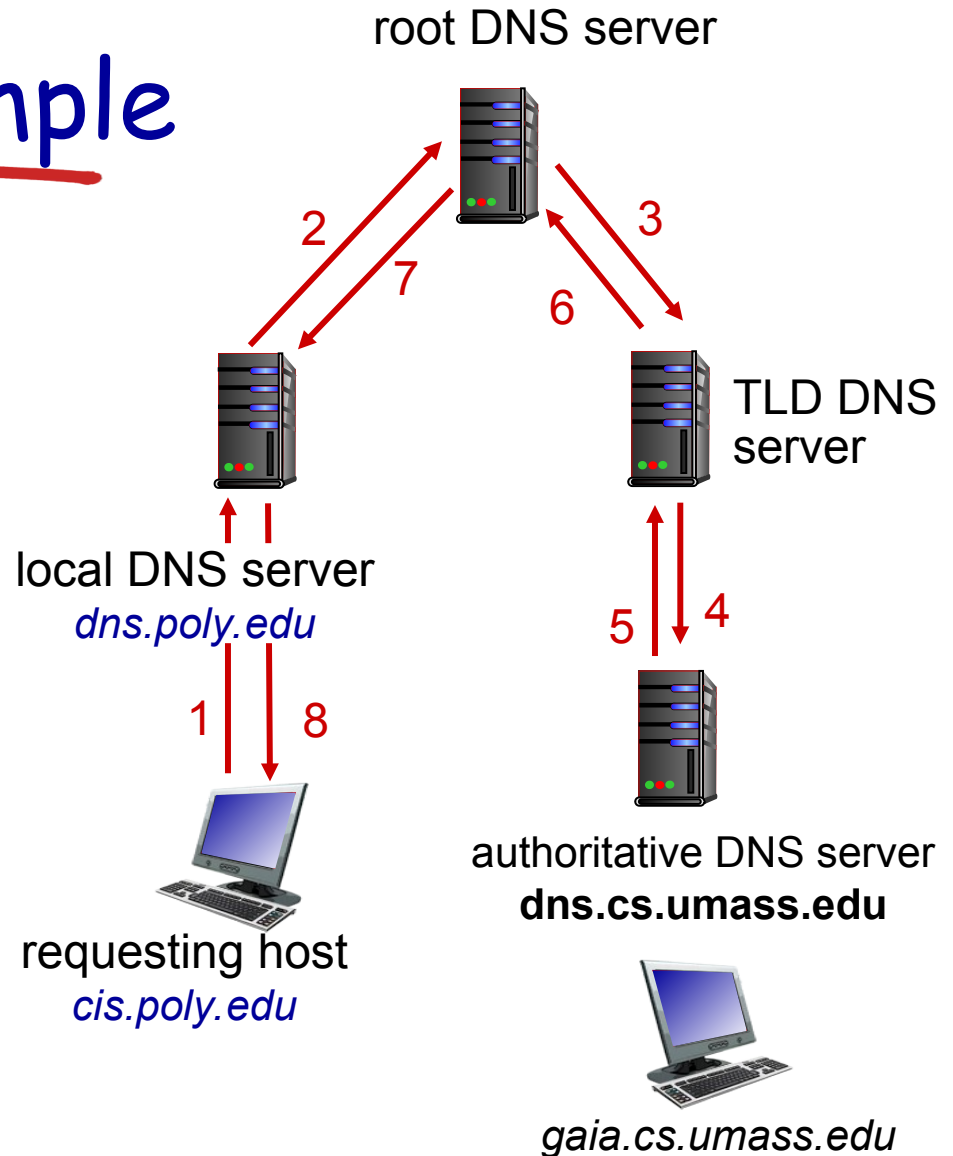 root DNS server
mple
2
3
7
6
TLD DNS
server
local DNS server
dns.poly.edu
5
4
1
8
authoritative DNS server
dns.cs.umass.edu
requesting host
cis.poly.edu
gaia.cs.umass.edu